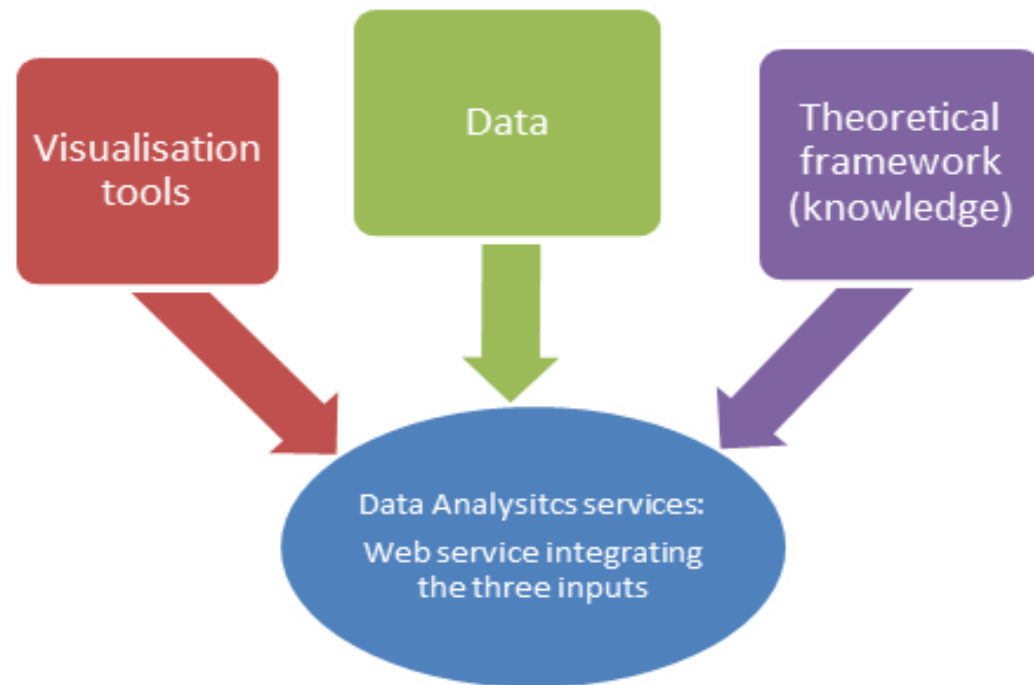 Visualisation
tools
Data
Theoretical
framework
(knowledge)
Data Analysitcs services:
Web service integrating
the three inputs